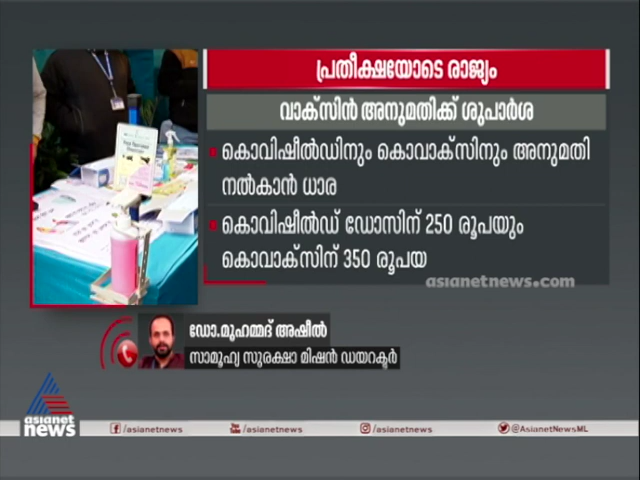 പ്രതീക്ഷയോടെ രാജ്യം
വാക്സിൻ അനുമതിക്ക് ശുപാർശ
കൊവിഷീൽഡിനും കൊവാക്സിനും അനുമതി
നൽകാൻ ധാര
കൊവിഷീൽഡ് ഡോസിന് 250 രൂപയും
കൊവാക്സിന് 350 രൂപയ
asianetnews.com
ഡോ.മുഹമ്മദ് അഷീൽ
സാമൂഹ്യ സുരക്ഷാ മിഷൻ ഡയറക്ടർ
asianet
news
/asianetnews
/asianetnews
/asianetnews
/asianetnews
@AsianetNewsML